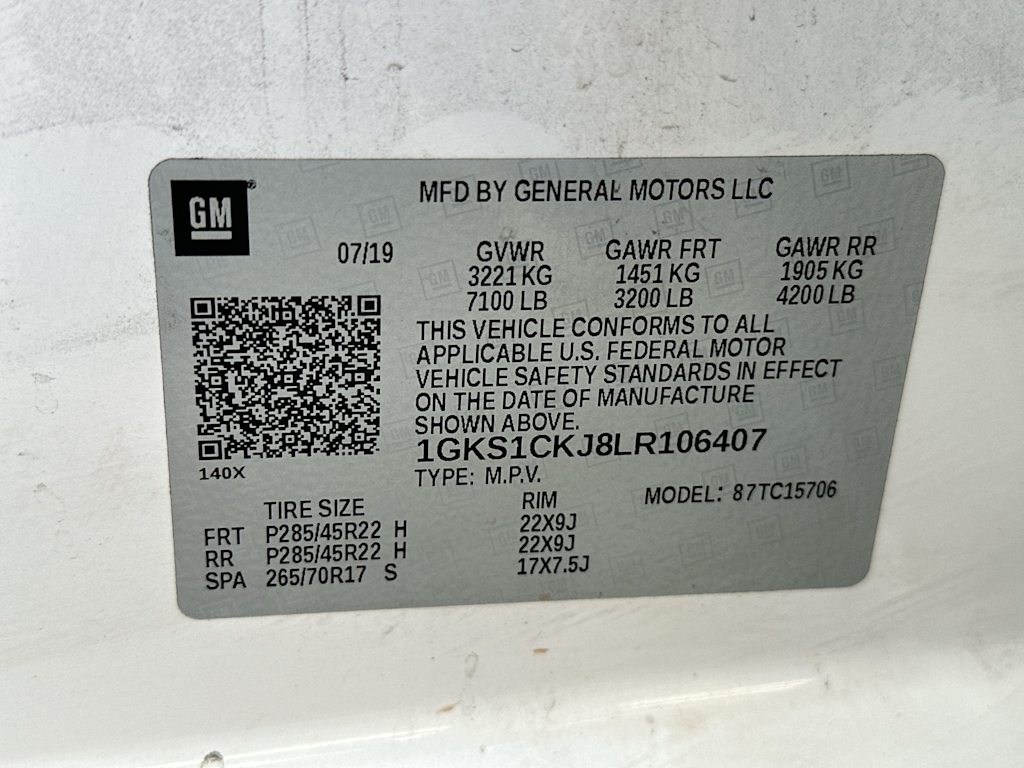 GM
MFD BY GENERAL MOTORS LLC
07/19 GVWR GAWR FRT GAWR RR
3221 KG 1451 KG 1905 KG
7100 LB 3200 LB 4200 LB
THIS VEHICLE CONFORMS TO ALL
APPLICABLE U.S. FEDERAL MOTOR
VEHICLE SAFETY STANDARDS IN EFFECT
ON THE DATE OF MANUFACTURE
SHOWN ABOVE.
1GKS1CKJ8LR106407
140X
TYPE: M.P.V.
MODEL: 87TC15706
TIRE SIZE RIM
FRT P285/45R22 H 22X9J
RR P285/45R22 H 22X9J
SPA 265/70R17 S 17X7.5J